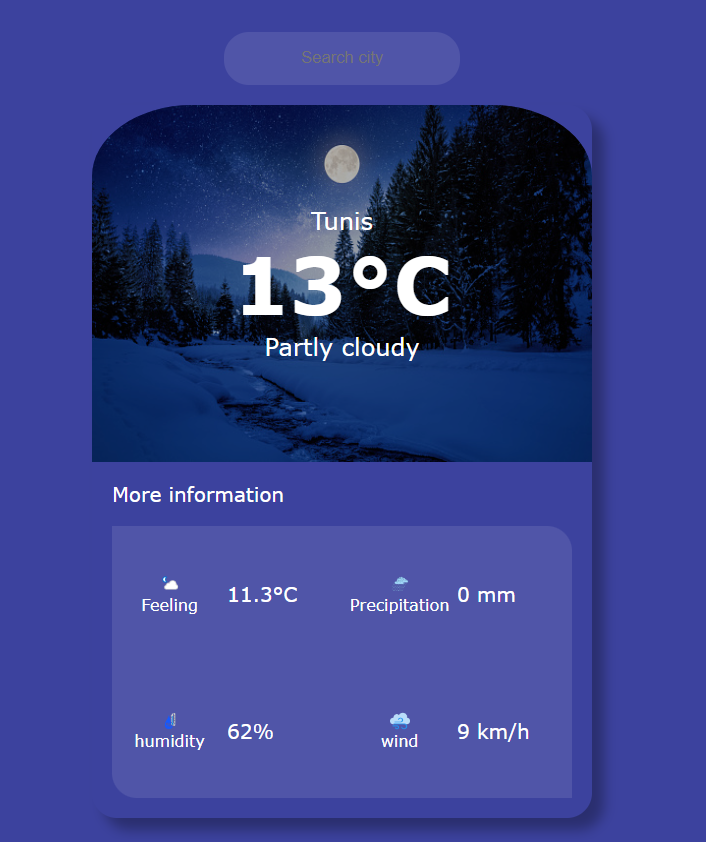 Search city
Tunis
13°C
Partly cloudy
More information
Feeling
11.3°C
Precipitation
0 mm
humidity
62%
wind
9 km/h